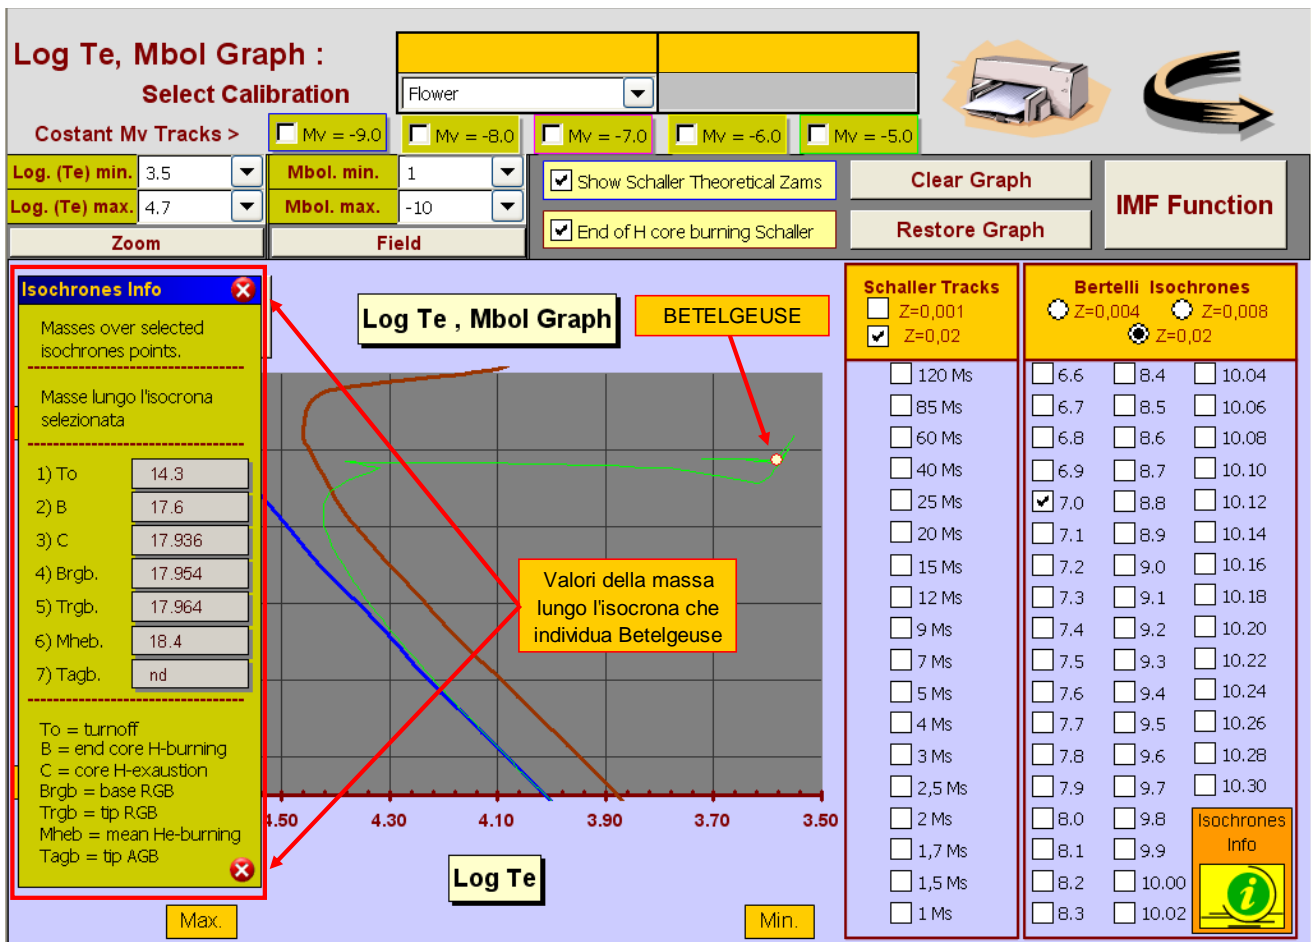 Log Te, Mbol Graph :
Select Calibration
Flower
Costant Mv Tracks >
Mv = -9.0
Mv = -8.0
Mv = -7.0
Mv = -6.0
Mv = -5.0
Log. (Te) min.
3.5
Mbol. min.
1
Log. (Te) max.
4.7
Mbol. max.
-10
Zoom
Field
Show Schaller Theoretical Zams
End of H core burning Schaller
Clear Graph
Restore Graph
IMF Function
Isochrones Info
Masses over selected
isochrones points.
Masse lungo l'isocrona
selezionata
1) To
14.3
2) B
17.6
3) C
17.936
4) Brgb.
17.954
5) Trgb.
17.964
6) Mheb.
18.4
7) Tagb.
nd
To = turnoff
B = end core H-burning
C = core H-exaustion
Brgb = base RGB
Trgb = tip RGB
Mheb = mean He-burning
Tagb = tip AGB
Log Te , Mbol Graph
BETELGEUSE
Valori della massa
lungo l'isocrona che
individua Betelgeuse
4.50
4.30
4.10
3.90
3.70
3.50
Log Te
Max.
Min.
Schaller Tracks
Z=0,001
Z=0,02
120 Ms
85 Ms
60 Ms
40 Ms
25 Ms
20 Ms
15 Ms
12 Ms
9 Ms
7 Ms
5 Ms
4 Ms
3 Ms
2,5 Ms
2 Ms
1,7 Ms
1,5 Ms
1 Ms
Bertelli Isochrones
Z=0,004
Z=0,008
Z=0,02
6.6 8.4 10.04
6.7 8.5 10.06
6.8 8.6 10.08
6.9 8.7 10.10
7.0 8.8 10.12
7.1 8.9 10.14
7.2 9.0 10.16
7.3 9.1 10.18
7.4 9.2 10.20
7.5 9.3 10.22
7.6 9.4 10.24
7.7 9.5 10.26
7.8 9.6 10.28
7.9 9.7 10.30
8.0 9.8
8.1 9.9
8.2 10.00
8.3 10.02
Isochrones
Info